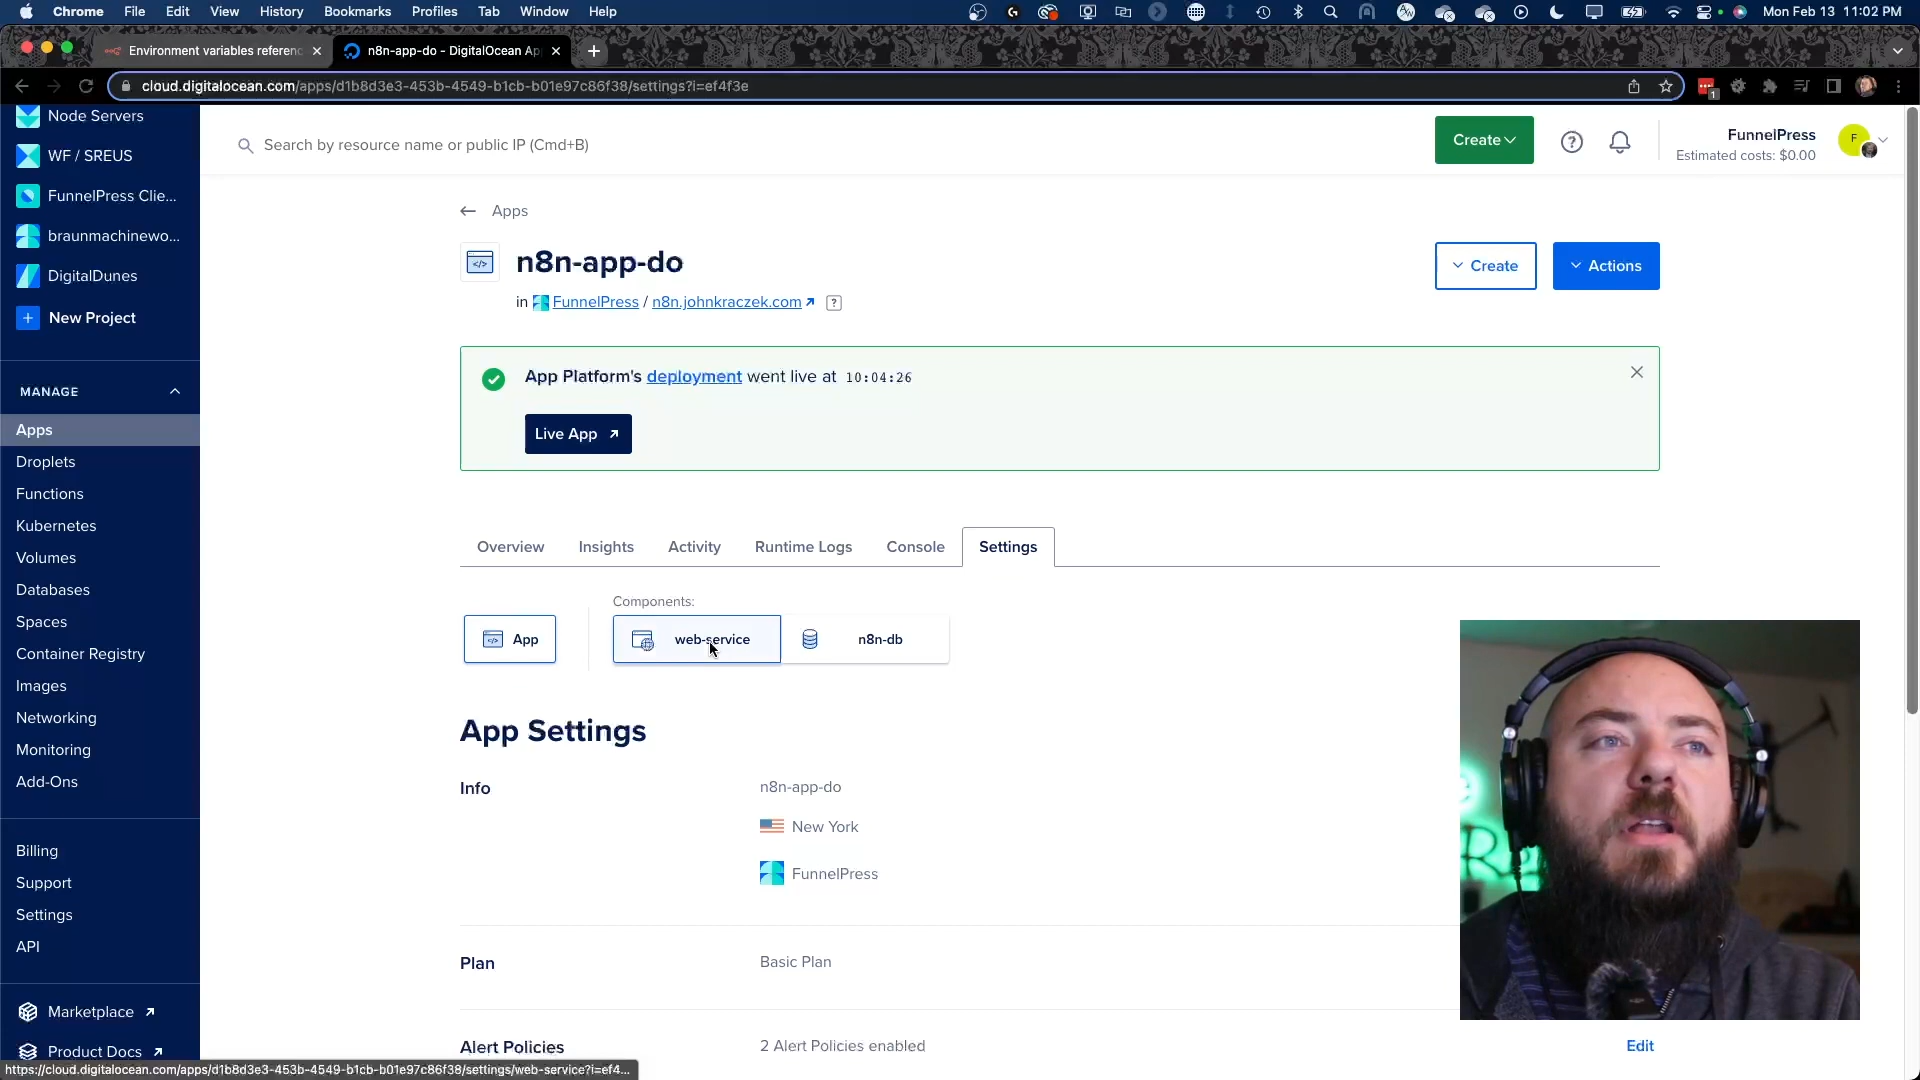 Chrome File Edit View History Bookmarks Profiles Tab Window Help
Mon Feb 13 11:02 PM
Environment variables referenc
n8n-app-do - DigitalOcean Ap
cloud.digitalocean.com/apps/d1b8d3e3-453b-4549-b1cb-b01e97c86f38/settings?i=ef4f3e
1
Node Servers
WF / SREUS
FunnelPress Clie...
braunmachinewo...
DigitalDunes
+ New Project
MANAGE
Apps
Droplets
Functions
Kubernetes
Volumes
Databases
Spaces
Container Registry
Images
Networking
Monitoring
Add-Ons
Billing
Support
Settings
API
Marketplace
Product Docs
Search by resource name or public IP (Cmd+B)
Create
?
FunnelPress
Estimated costs: $0.00
F
← Apps
n8n-app-do
in FunnelPress / n8n.johnkraczek.com ?
Create
Actions
App Platform's deployment went live at 10:04:26
Live App
Overview Insights Activity Runtime Logs Console Settings
Components:
App
web-service
n8n-db
App Settings
Info
n8n-app-do
New York
FunnelPress
Plan
Basic Plan
Alert Policies
2 Alert Policies enabled
Edit
https://cloud.digitalocean.com/apps/d1b8d3e3-453b-4549-b1cb-b01e97c86f38/settings/web-service?i=ef4...